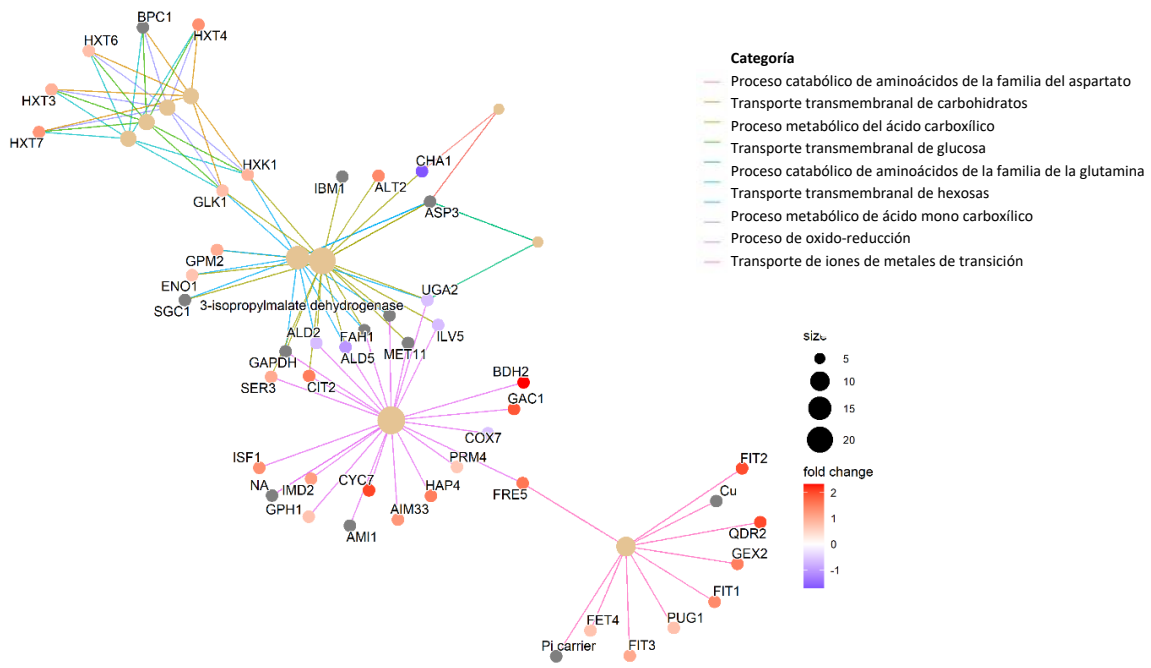 BPC1
HXT6
HXT4
HXT3
HXT7
HXK1
GLK1
IBM1
ALT2
CHA1
ASP3
GPM2
ENO1
SGC1
3-isopropylmalate dehydrogenase
UGA2
ALD2
FAH1
ILV5
GAPDH
ALD5
MET11
SER3
CIT2
BDH2
GAC1
COX7
ISF1
PRM4
NA
IMD2
CYC7
HAP4
FRE5
GPH1
AIM33
AMI1
FIT2
Cu
QDR2
GEX2
FIT1
FET4
PUG1
Pi carrier
FIT3
Categoría
Proceso catabólico de aminoácidos de la familia del aspartato
Transporte transmembranal de carbohidratos
Proceso metabólico del ácido carboxílico
Transporte transmembranal de glucosa
Proceso catabólico de aminoácidos de la familia de la glutamina
Transporte transmembranal de hexosas
Proceso metabólico de ácido mono carboxílico
Proceso de oxido-reducción
Transporte de iones de metales de transición
size
5
10
15
20
fold change
2
1
0
-1